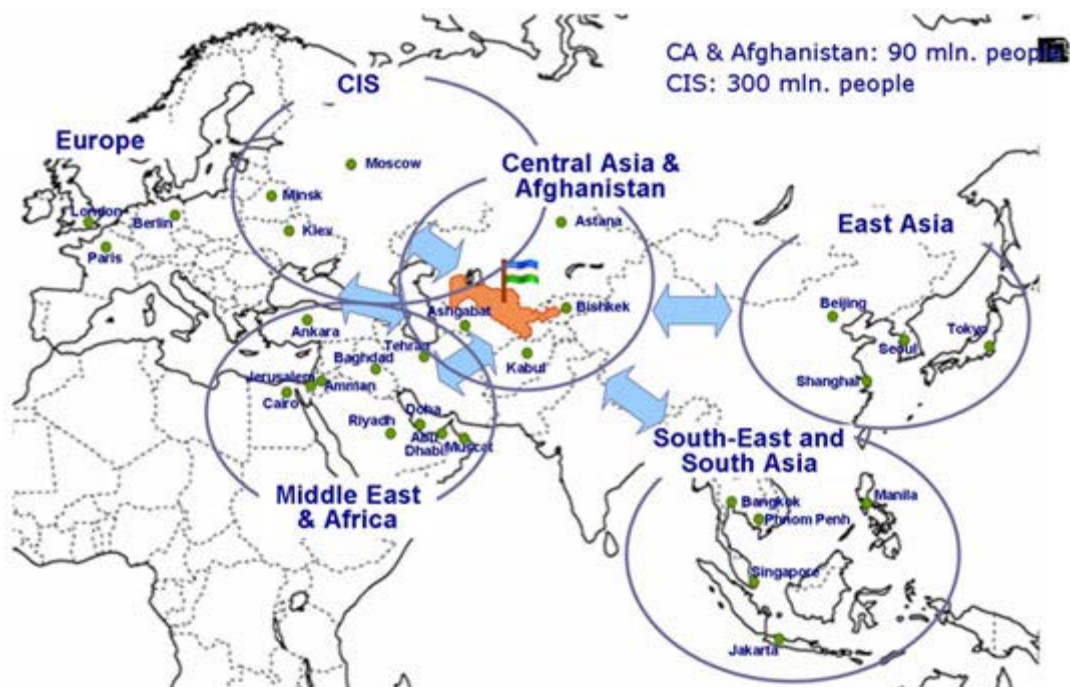 CA & Afghanistan: 90 mln. people
CIS: 300 mln. people
CIS
Europe
Moscow
Central Asia &
Afghanistan
Minsk
London
Berlin
Astana
East Asia
Kiev
Paris
Beijing
Bishkek
Ashgabat
Ankara
Tokyo
Tehran
Seoul
Baghdad
Kabul
Jerusalem
Amman
Shanghai
Cairo
Doha
Riyadh
Abu
Dhabi
Muscat
South-East and
South Asia
Middle East
& Africa
Bangkok
Manila
Phnom Penh
Singapore
Jakarta